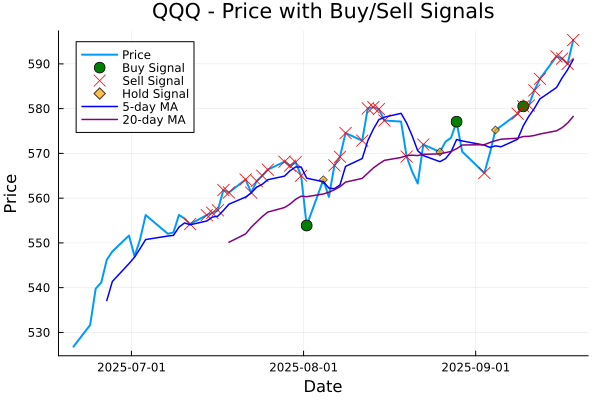 QQQ - Price with Buy/Sell Signals
Price
Buy Signal
Sell Signal
Hold Signal
5-day MA
20-day MA
590
580
570
560
550
540
530
Price
2025-07-01
2025-08-01
2025-09-01
Date